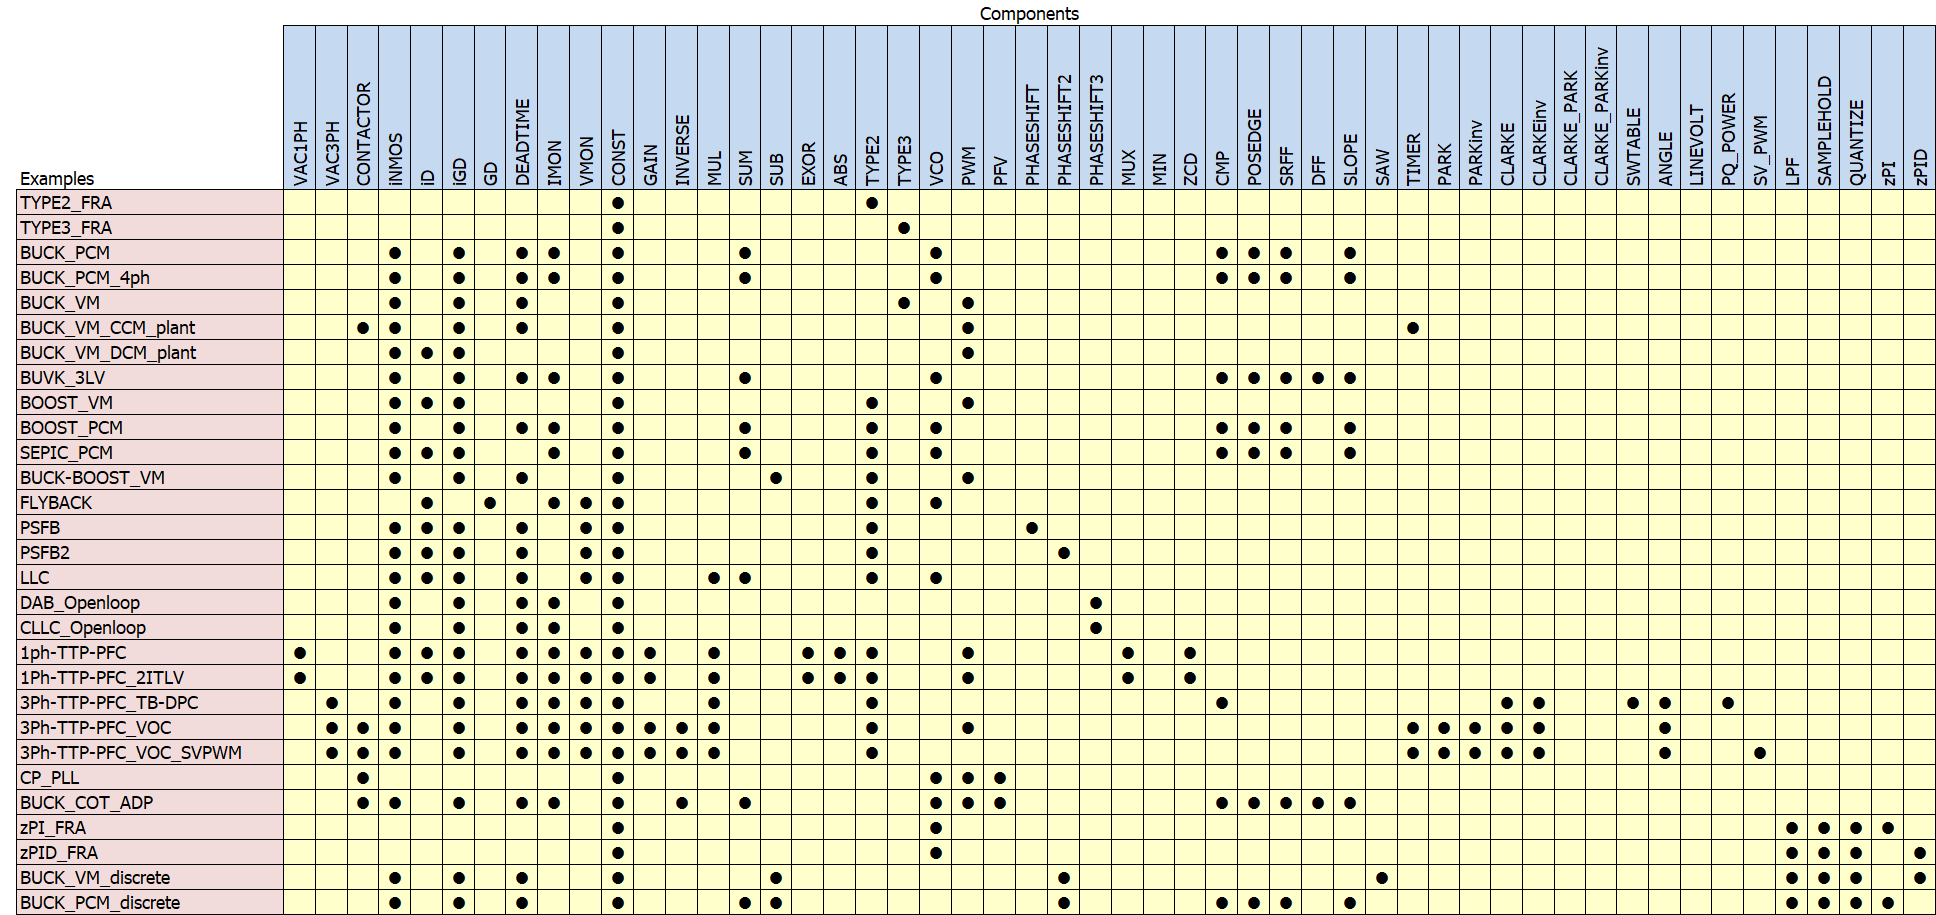 Components
Examples
VAC1PH
VAC3PH
CONTACTOR
iNMOS
iD
iGD
GD
DEADTIME
IMON
VMON
CONST
GAIN
INVERSE
MUL
SUM
SUB
EXOR
ABS
TYPE2
TYPE3
VCO
PWM
PFV
PHASESHIFT
PHASESHIFT2
PHASESHIFT3
MUX
MIN
ZCD
CMP
POSEDGE
SRFF
DFF
SLOPE
SAW
TIMER
PARK
PARKinv
CLARKE
CLARKEinv
CLARKE_PARK
CLARKE_PARKinv
SWTABLE
ANGLE
LINEVOLT
PQ_POWER
SV_PWM
LPF
SAMPLEHOLD
QUANTIZE
zPI
zPID
TYPE2_FRA ● ●
TYPE3_FRA ● ●
BUCK_PCM ● ● ● ● ● ● ● ● ● ● ●
BUCK_PCM_4ph ● ● ● ● ● ● ● ● ● ● ●
BUCK_VM ● ● ● ● ● ●
BUCK_VM_CCM_plant ● ● ● ● ● ● ●
BUCK_VM_DCM_plant ● ● ● ● ●
BUVK_3LV ● ● ● ● ● ● ● ● ● ● ● ●
BOOST_VM ● ● ● ● ● ●
BOOST_PCM ● ● ● ● ● ● ● ● ● ● ● ●
SEPIC_PCM ● ● ● ● ● ● ● ● ● ● ● ●
BUCK-BOOST_VM ● ● ● ● ● ● ●
FLYBACK ● ● ● ● ● ● ●
PSFB ● ● ● ● ● ● ● ●
PSFB2 ● ● ● ● ● ● ● ●
LLC ● ● ● ● ● ● ● ● ● ●
DAB_Openloop ● ● ● ● ● ●
CLLC_Openloop ● ● ● ● ● ●
1ph-TTP-PFC ● ● ● ● ● ● ● ● ● ● ● ● ● ● ● ●
1Ph-TTP-PFC_2ITLV ● ● ● ● ● ● ● ● ● ● ● ● ● ● ● ●
3Ph-TTP-PFC_TB-DPC ● ● ● ● ● ● ● ● ● ● ● ● ● ● ●
3Ph-TTP-PFC_VOC ● ● ● ● ● ● ● ● ● ● ● ● ● ● ● ● ● ● ●
3Ph-TTP-PFC_VOC_SVPWM ● ● ● ● ● ● ● ● ● ● ● ● ● ● ● ● ● ● ●
CP_PLL ● ● ● ● ●
BUCK_COT_ADP ● ● ● ● ● ● ● ● ● ● ● ● ● ● ● ●
zPI_FRA ● ● ● ● ● ●
zPID_FRA ● ● ● ● ● ●
BUCK_VM_discrete ● ● ● ● ● ● ● ● ● ● ●
BUCK_PCM_discrete ● ● ● ● ● ● ● ● ● ● ● ● ● ● ●